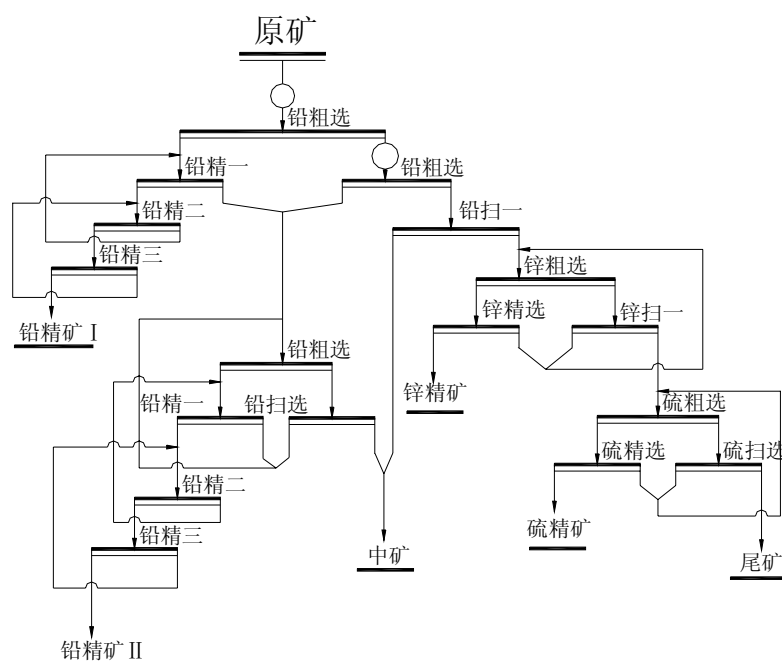 原矿
铅粗选
铅精一
铅粗选
铅精二
铅扫一
铅精三
锌粗选
锌精选
锌扫一
铅精矿Ⅰ
铅粗选
锌精矿
铅精一
铅扫选
硫粗选
硫精选
硫扫选
铅精二
硫精矿
铅精三
中矿
尾矿
铅精矿Ⅱ